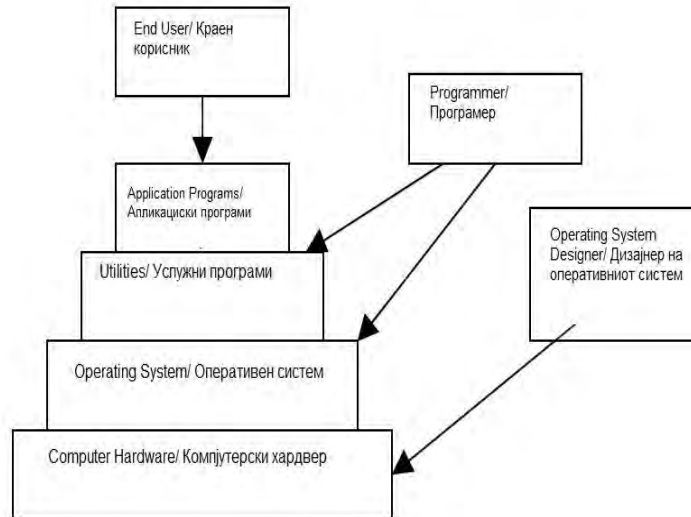 End User/ Краен
корисник
Programmer/
Програмер
Application Programs/
Апликациски програми
Operating System
Designer/ Дизајнер на
оперативниот систем
Utilities/ Услужни програми
Operating System/ Оперативен систем
Computer Hardware/ Компјутерски хардвер